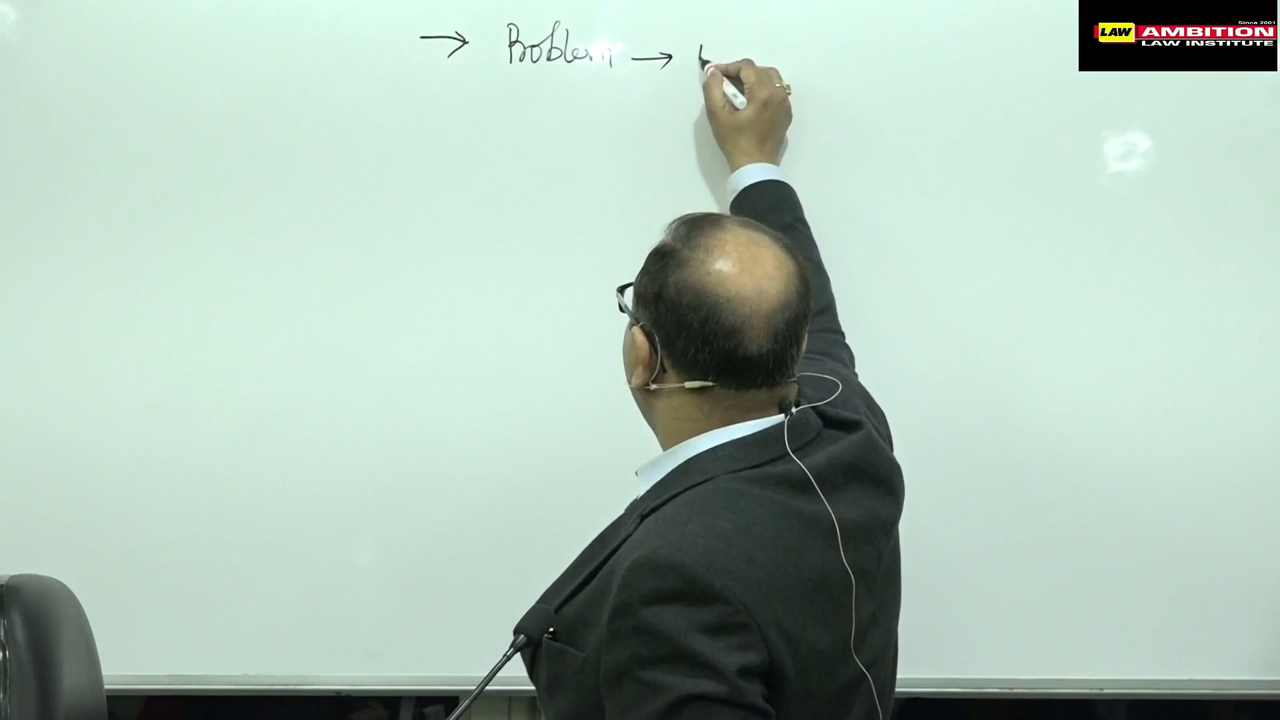 → Problem →
LAW AMBITION
Since 2001
LAW INSTITUTE